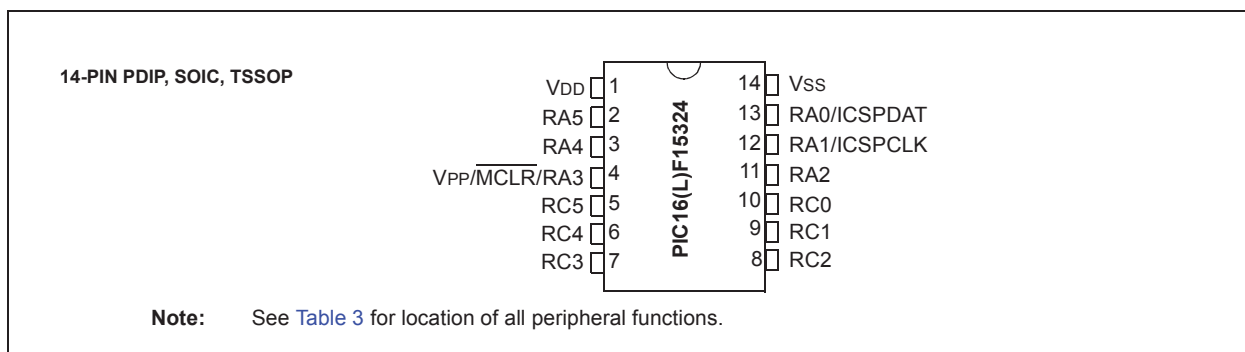 14-PIN PDIP, SOIC, TSSOP
VDD 1 14 VSS
RA5 2 13 RA0/ICSPDAT
RA4 3 12 RA1/ICSPCLK
VPP/MCLR/RA3 4 11 RA2
RC5 5 10 RC0
RC4 6 9 RC1
RC3 7 8 RC2
PIC16(L)F15324
Note: See Table 3 for location of all peripheral functions.